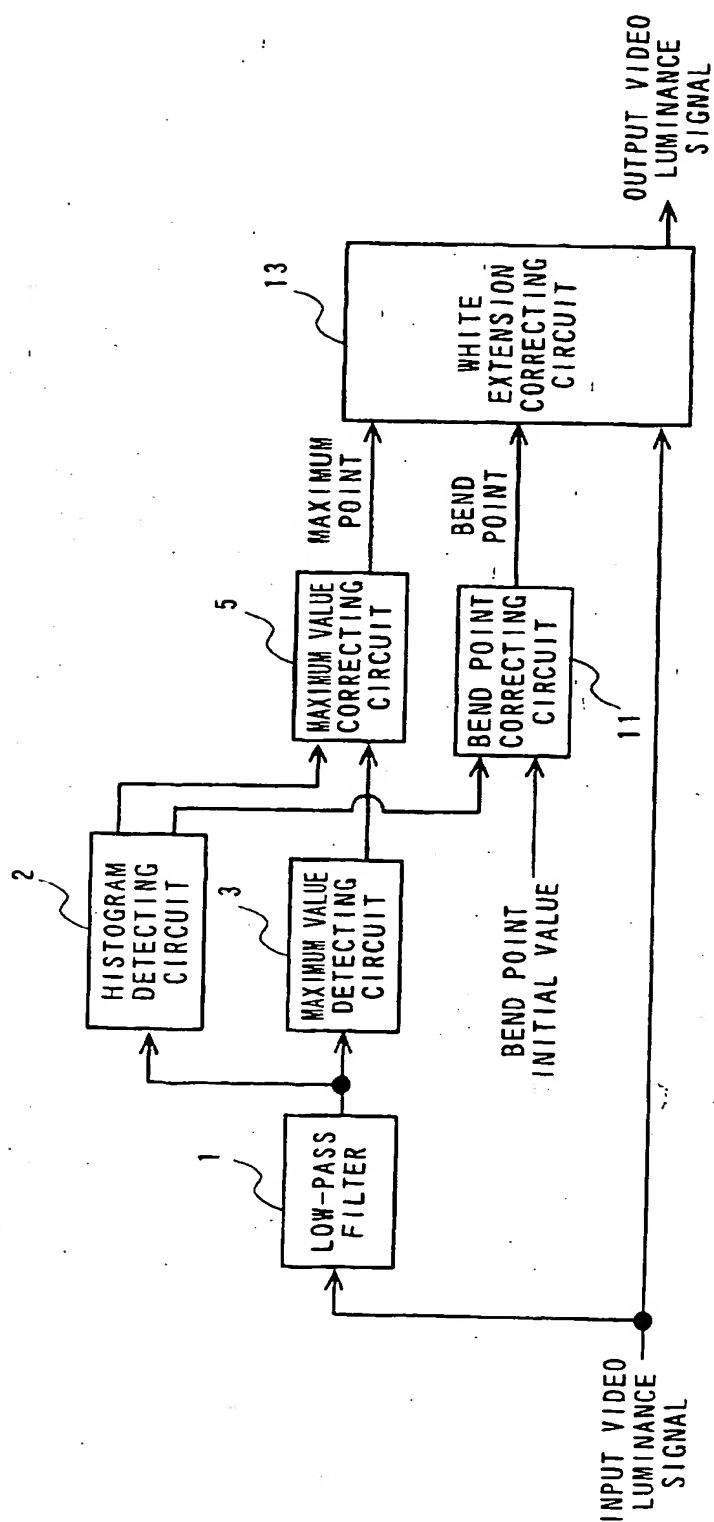 INPUT VIDEO
LUMINANCE
SIGNAL
1
LOW-PASS
FILTER
2
HISTOGRAM
DETECTING
CIRCUIT
3
MAXIMUM VALUE
DETECTING
CIRCUIT
BEND POINT
INITIAL VALUE
5
MAXIMUM VALUE
CORRECTING
CIRCUIT
BEND POINT
CORRECTING
CIRCUIT
11
MAXIMUM
POINT
BEND
POINT
13
WHITE
EXTENSION
CORRECTING
CIRCUIT
OUTPUT VIDEO
LUMINANCE
SIGNAL